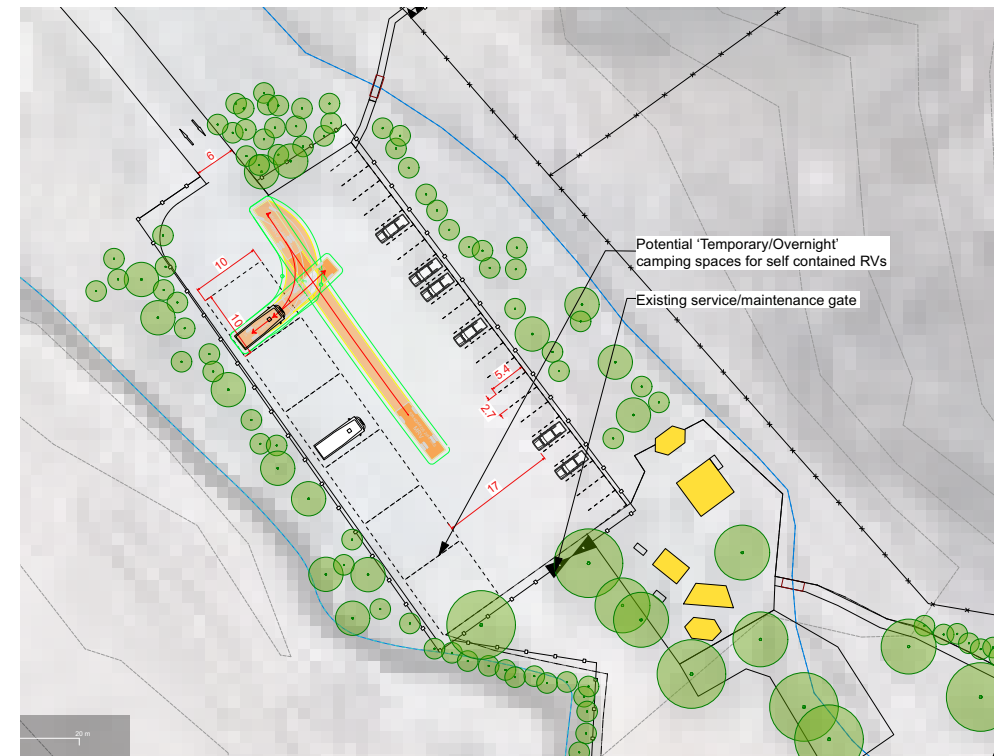 6
10
10
Potential ‘Temporary/Overnight’
camping spaces for self contained RVs
Existing service/maintenance gate
5.4
2.7
17
20 m